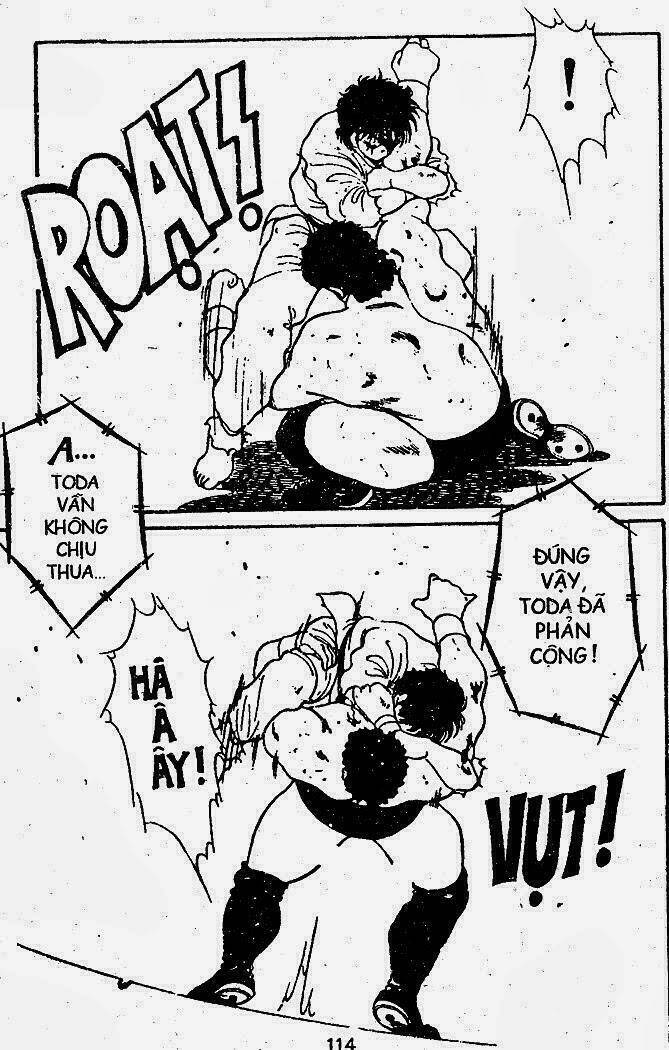 !
ROẠT!
A...
TODA
VẪN
KHÔNG
CHỊU
THUA...
ĐÚNG
VẬY,
TODA ĐÃ
PHẢN
CÔNG!
HÂ
Â
ÂY!
VỤT!
114